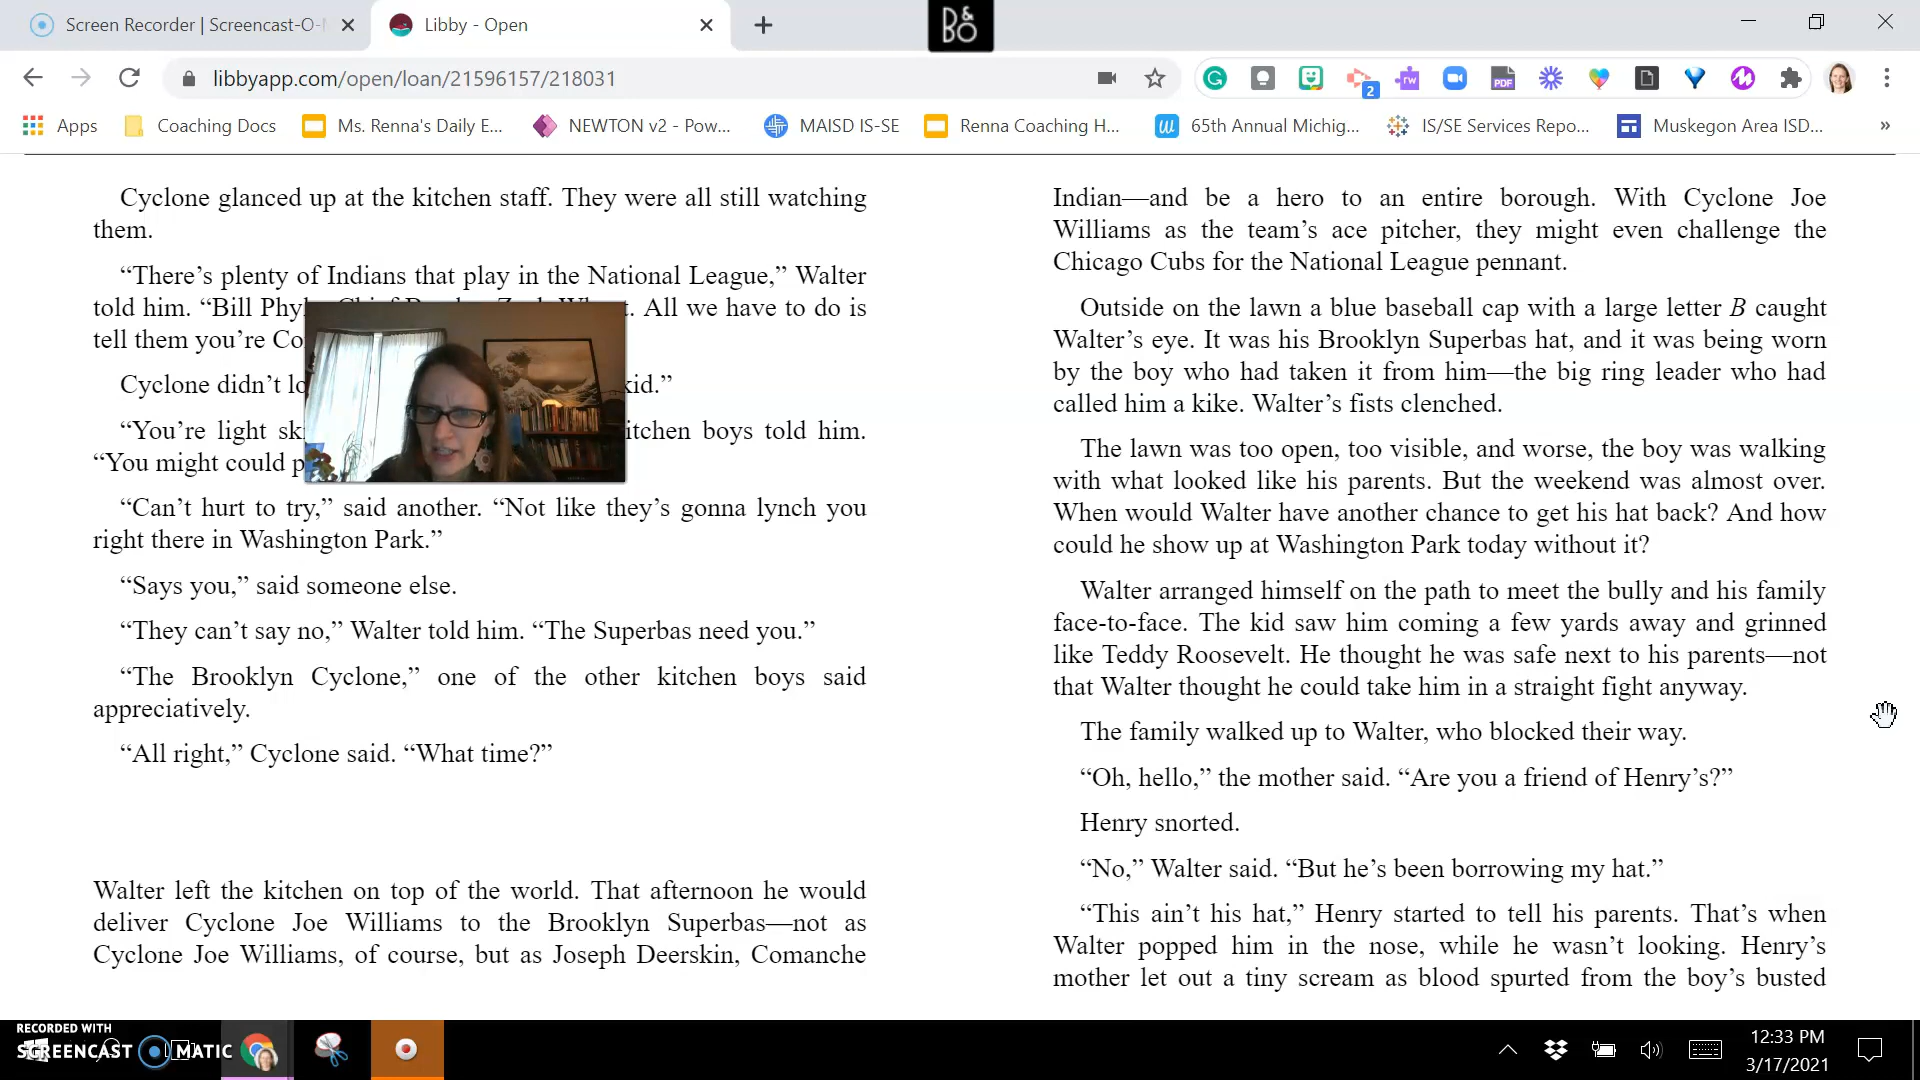 Screen Recorder | Screencast-O-
Libby - Open
B&O
libbyapp.com/open/loan/21596157/218031
rw
PDF
2
Apps
Coaching Docs
Ms. Renna's Daily E...
NEWTON v2 - Pow...
MAISD IS-SE
Renna Coaching H...
65th Annual Michig...
IS/SE Services Repo...
Muskegon Area ISD...
»
Cyclone glanced up at the kitchen staff. They were all still watching
them.
“There’s plenty of Indians that play in the National League,” Walter
told him. “Bill Phyl t. All we have to do is
tell them you’re Co
Cyclone didn’t lo kid.”
“You’re light sk itchen boys told him.
“You might could p
“Can’t hurt to try,” said another. “Not like they’s gonna lynch you
right there in Washington Park.”
“Says you,” said someone else.
“They can’t say no,” Walter told him. “The Superbas need you.”
“The Brooklyn Cyclone,” one of the other kitchen boys said
appreciatively.
“All right,” Cyclone said. “What time?”
Walter left the kitchen on top of the world. That afternoon he would
deliver Cyclone Joe Williams to the Brooklyn Superbas—not as
Cyclone Joe Williams, of course, but as Joseph Deerskin, Comanche
Indian—and be a hero to an entire borough. With Cyclone Joe
Williams as the team’s ace pitcher, they might even challenge the
Chicago Cubs for the National League pennant.
Outside on the lawn a blue baseball cap with a large letter B caught
Walter’s eye. It was his Brooklyn Superbas hat, and it was being worn
by the boy who had taken it from him—the big ring leader who had
called him a kike. Walter’s fists clenched.
The lawn was too open, too visible, and worse, the boy was walking
with what looked like his parents. But the weekend was almost over.
When would Walter have another chance to get his hat back? And how
could he show up at Washington Park today without it?
Walter arranged himself on the path to meet the bully and his family
face-to-face. The kid saw him coming a few yards away and grinned
like Teddy Roosevelt. He thought he was safe next to his parents—not
that Walter thought he could take him in a straight fight anyway.
The family walked up to Walter, who blocked their way.
“Oh, hello,” the mother said. “Are you a friend of Henry’s?”
Henry snorted.
“No,” Walter said. “But he’s been borrowing my hat.”
“This ain’t his hat,” Henry started to tell his parents. That’s when
Walter popped him in the nose, while he wasn’t looking. Henry’s
mother let out a tiny scream as blood spurted from the boy’s busted
RECORDED WITH
SCREENCAST MATIC
12:33 PM
3/17/2021